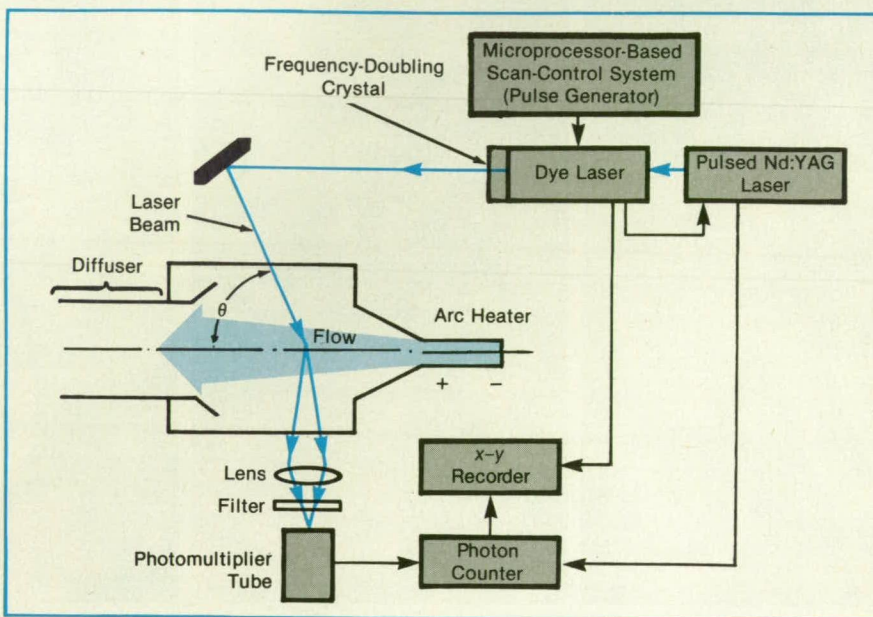 Microprocessor-Based
Scan-Control System
(Pulse Generator)
Frequency-Doubling
Crystal
Dye Laser
Pulsed Nd:YAG
Laser
Laser
Beam
Diffuser
θ
Flow
Arc Heater
+ −
x–y
Recorder
Lens
Filter
Photomultiplier
Tube
Photon
Counter